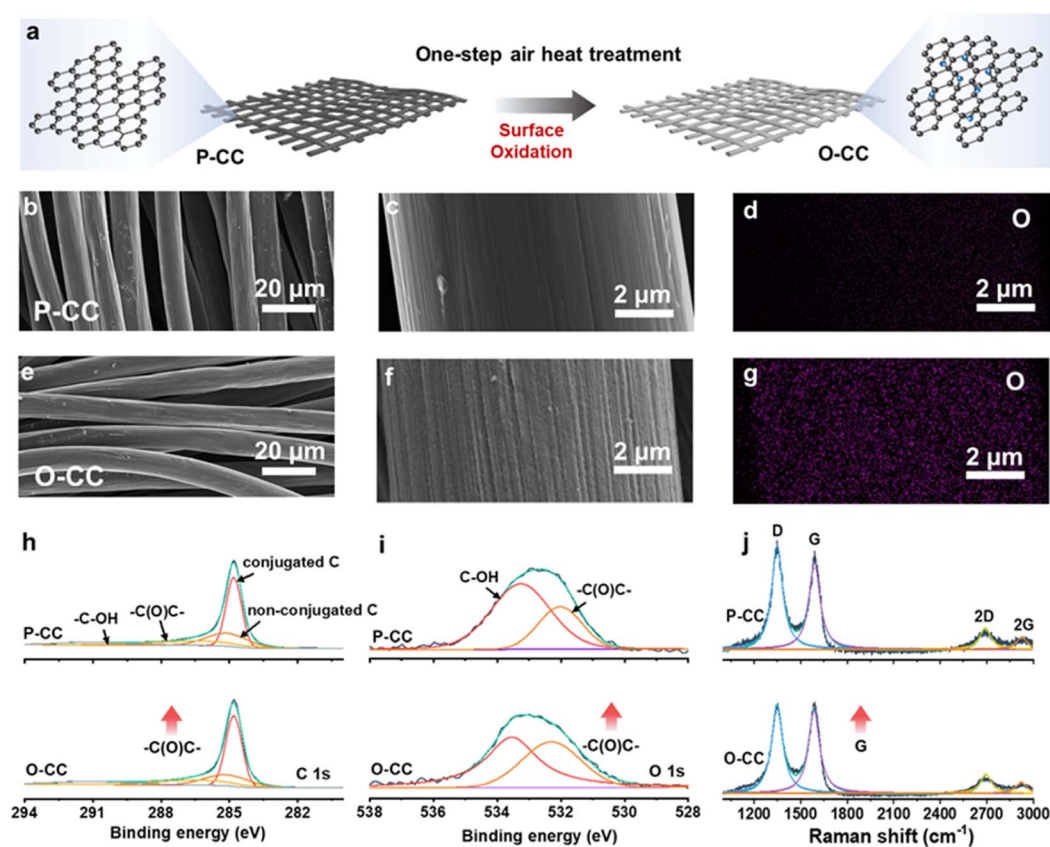 a
One-step air heat treatment
Surface
Oxidation
P-CC
O-CC
b
20 μm
P-CC
c
2 μm
d
O
2 μm
e
20 μm
O-CC
f
2 μm
g
O
2 μm
h
conjugated C
-C(O)C-
-C-OH
non-conjugated C
P-CC
-C(O)C-
O-CC
C 1s
294 291 288 285 282
Binding energy (eV)
i
C-OH
-C(O)C-
P-CC
-C(O)C-
O-CC
O 1s
538 536 534 532 530 528
Binding energy (eV)
j
D
G
P-CC
2D
2G
G
O-CC
1200 1500 1800 2100 2400 2700 3000
Raman shift (cm⁻¹)